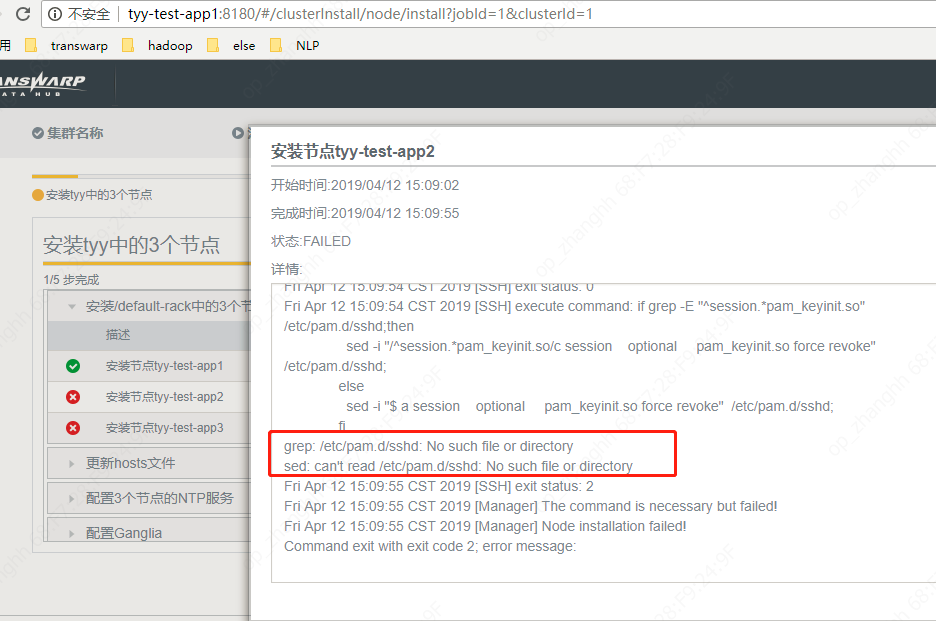 不安全 tyy-test-app1:8180/#/clusterInstall/node/install?jobId=1&clusterId=1
用 transwarp hadoop else NLP
ANSWARP
ATA HUB
集群名称
安装tyy中的3个节点
安装tyy中的3个节点
1/5 步完成
安装/default-rack中的3个节
描述
安装节点tyy-test-app1
安装节点tyy-test-app2
安装节点tyy-test-app3
更新hosts文件
配置3个节点的NTP服务
配置Ganglia
安装节点tyy-test-app2
开始时间:2019/04/12 15:09:02
完成时间:2019/04/12 15:09:55
状态:FAILED
详情:
Fri Apr 12 15:09:54 CST 2019 [SSH] exit status: 0
Fri Apr 12 15:09:54 CST 2019 [SSH] execute command: if grep -E "^session.*pam_keyinit.so"
/etc/pam.d/sshd;then
sed -i "/^session.*pam_keyinit.so/c session optional pam_keyinit.so force revoke"
/etc/pam.d/sshd;
else
sed -i "$ a session optional pam_keyinit.so force revoke" /etc/pam.d/sshd;
fi
grep: /etc/pam.d/sshd: No such file or directory
sed: can't read /etc/pam.d/sshd: No such file or directory
Fri Apr 12 15:09:55 CST 2019 [SSH] exit status: 2
Fri Apr 12 15:09:55 CST 2019 [Manager] The command is necessary but failed!
Fri Apr 12 15:09:55 CST 2019 [Manager] Node installation failed!
Command exit with exit code 2; error message: